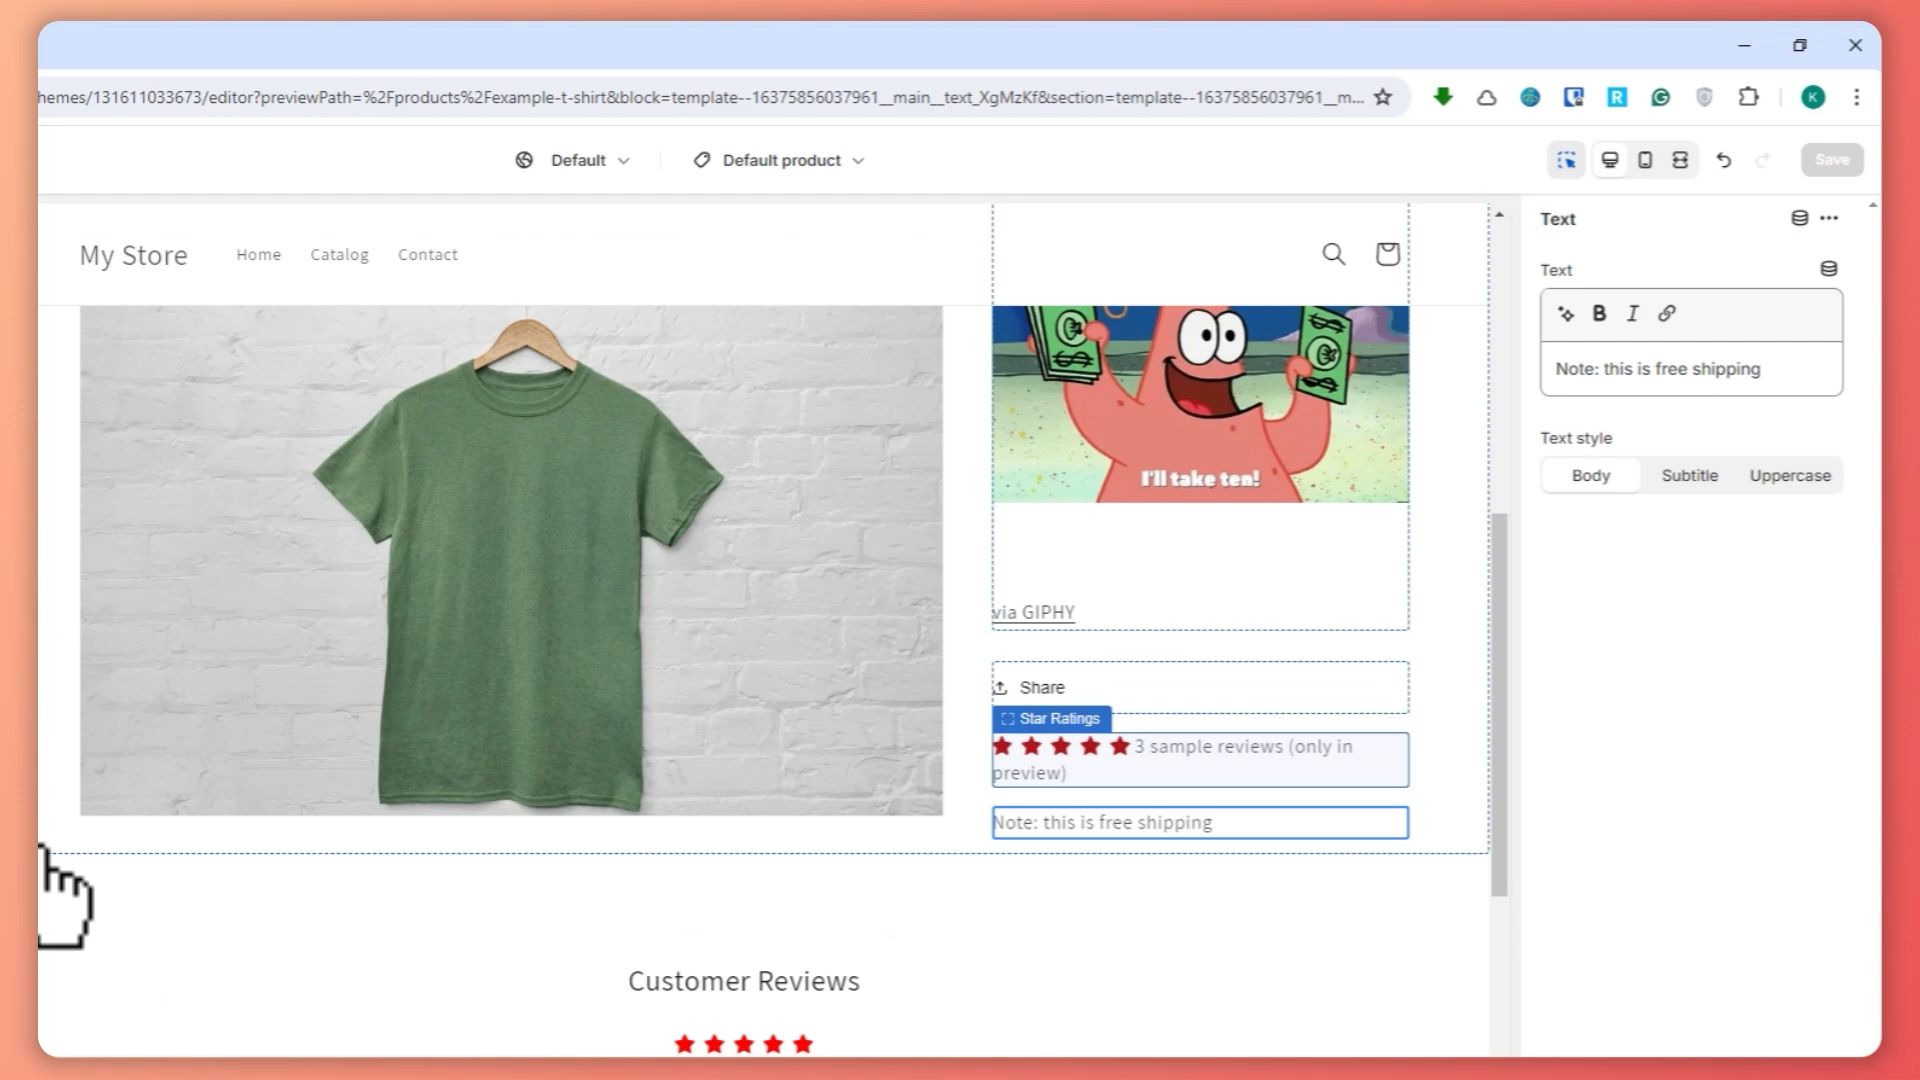 hemes/131611033673/editor?previewPath=%2Fproducts%2Fexample-t-shirt&block=template--16375856037961__main__text_XgMzKf&section=template--16375856037961__m...
K
Default
Default product
Save
My Store
Home
Catalog
Contact
I'll take ten!
via GIPHY
Share
Star Ratings
3 sample reviews (only in
preview)
Note: this is free shipping
Customer Reviews
Text
Text
B I
Note: this is free shipping
Text style
Body
Subtitle
Uppercase